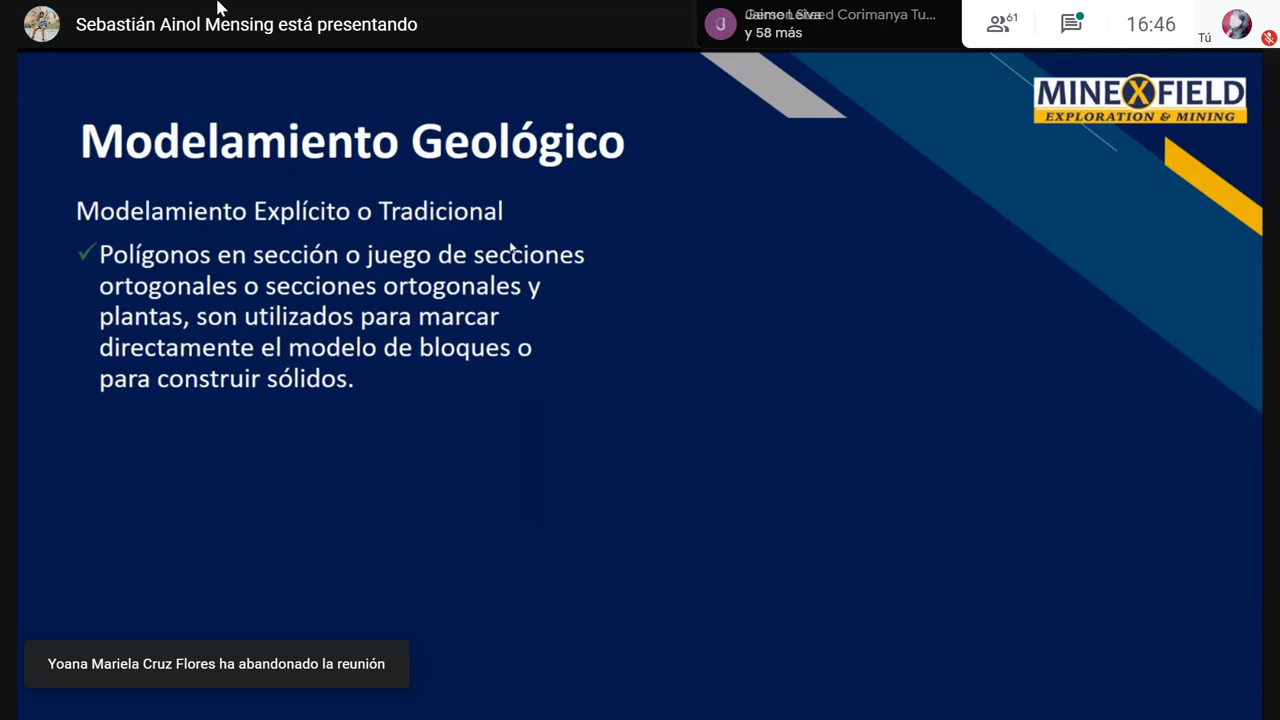 Sebastián Ainol Mensing está presentando
Corimanya Tu...
y 58 más
61
16:46
Tú
J
MINEXFIELD
EXPLORATION & MINING
Modelamiento Geológico
Modelamiento Explícito o Tradicional
Polígonos en sección o juego de secciones
ortogonales o secciones ortogonales y
plantas, son utilizados para marcar
directamente el modelo de bloques o
para construir sólidos.
Yoana Mariela Cruz Flores ha abandonado la reunión